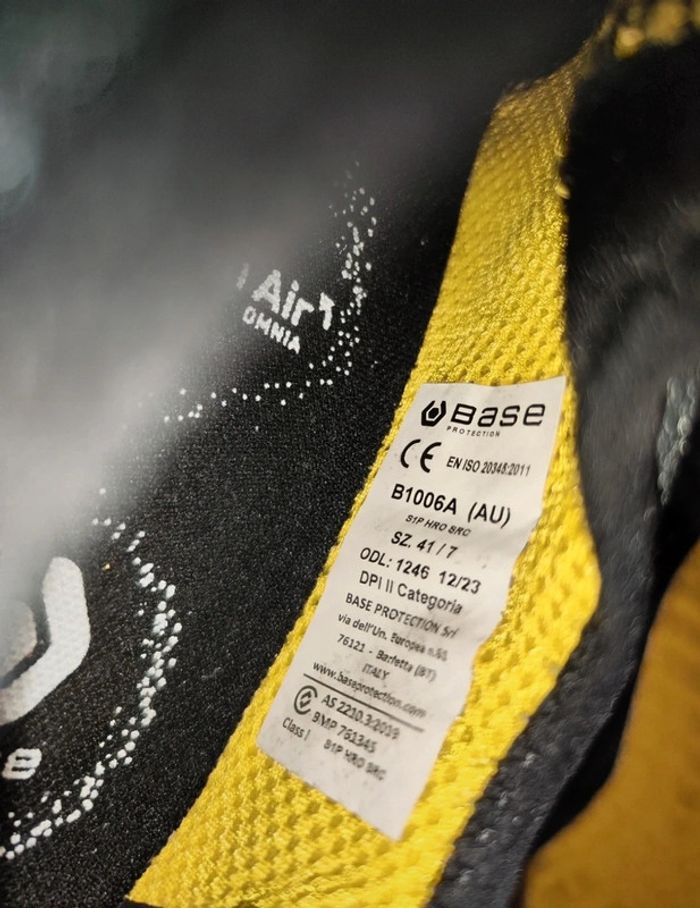 Air
OMNIA
Base
PROTECTION
CE EN ISO 20345:2011
B1006A (AU)
S1P HRO SRC
SZ. 41 / 7
ODL: 1246 12/23
DPI II Categoria
BASE PROTECTION Srl
via dell'Un. Europea n.61
76121 - Barletta (BT)
ITALY
www.baseprotection.com
AS 2210.3:2019
BMP 761345
Class I S1P HRO SRC